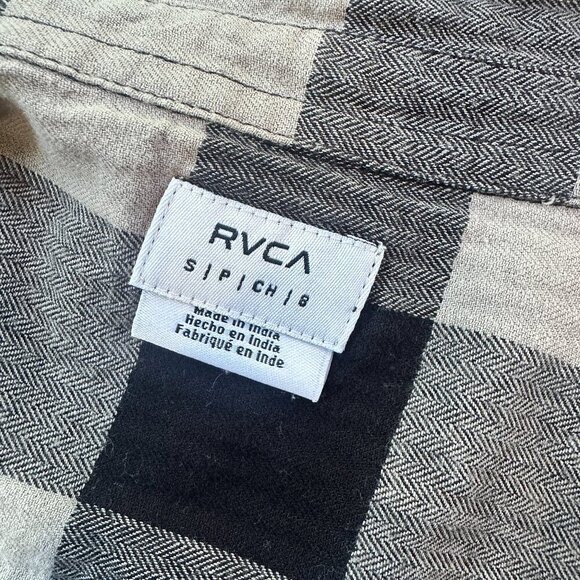 RVCA
S | P | CH | 8
Made in India
Hecho en India
Fabriqué en Inde